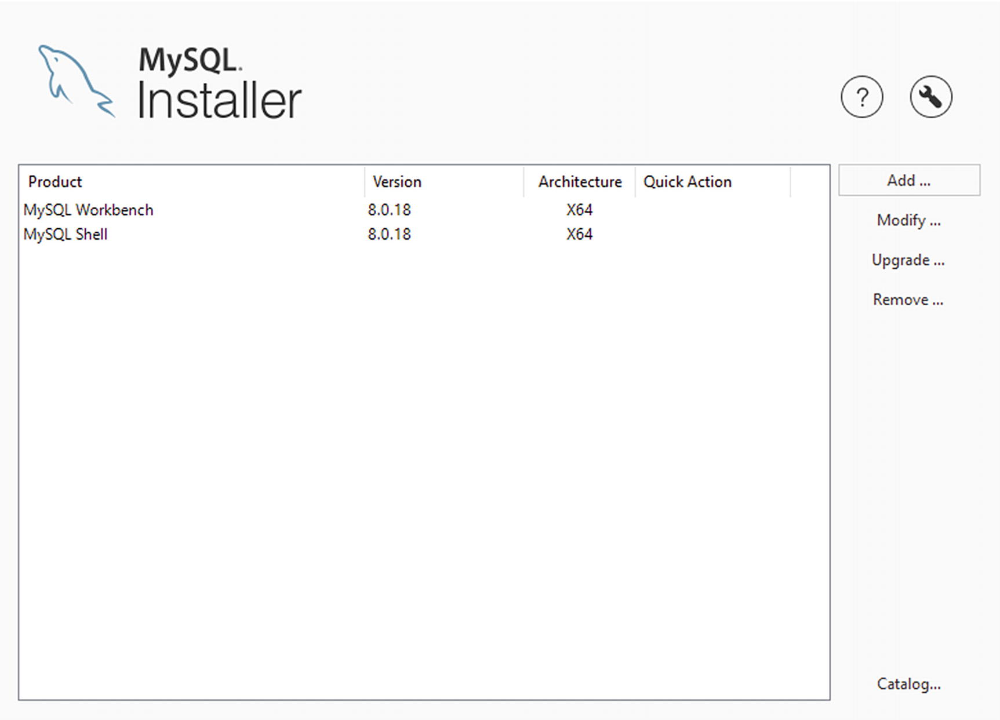 MySQL.
Installer
?
Product Version Architecture Quick Action
MySQL Workbench 8.0.18 X64
MySQL Shell 8.0.18 X64
Add ...
Modify ...
Upgrade ...
Remove ...
Catalog...